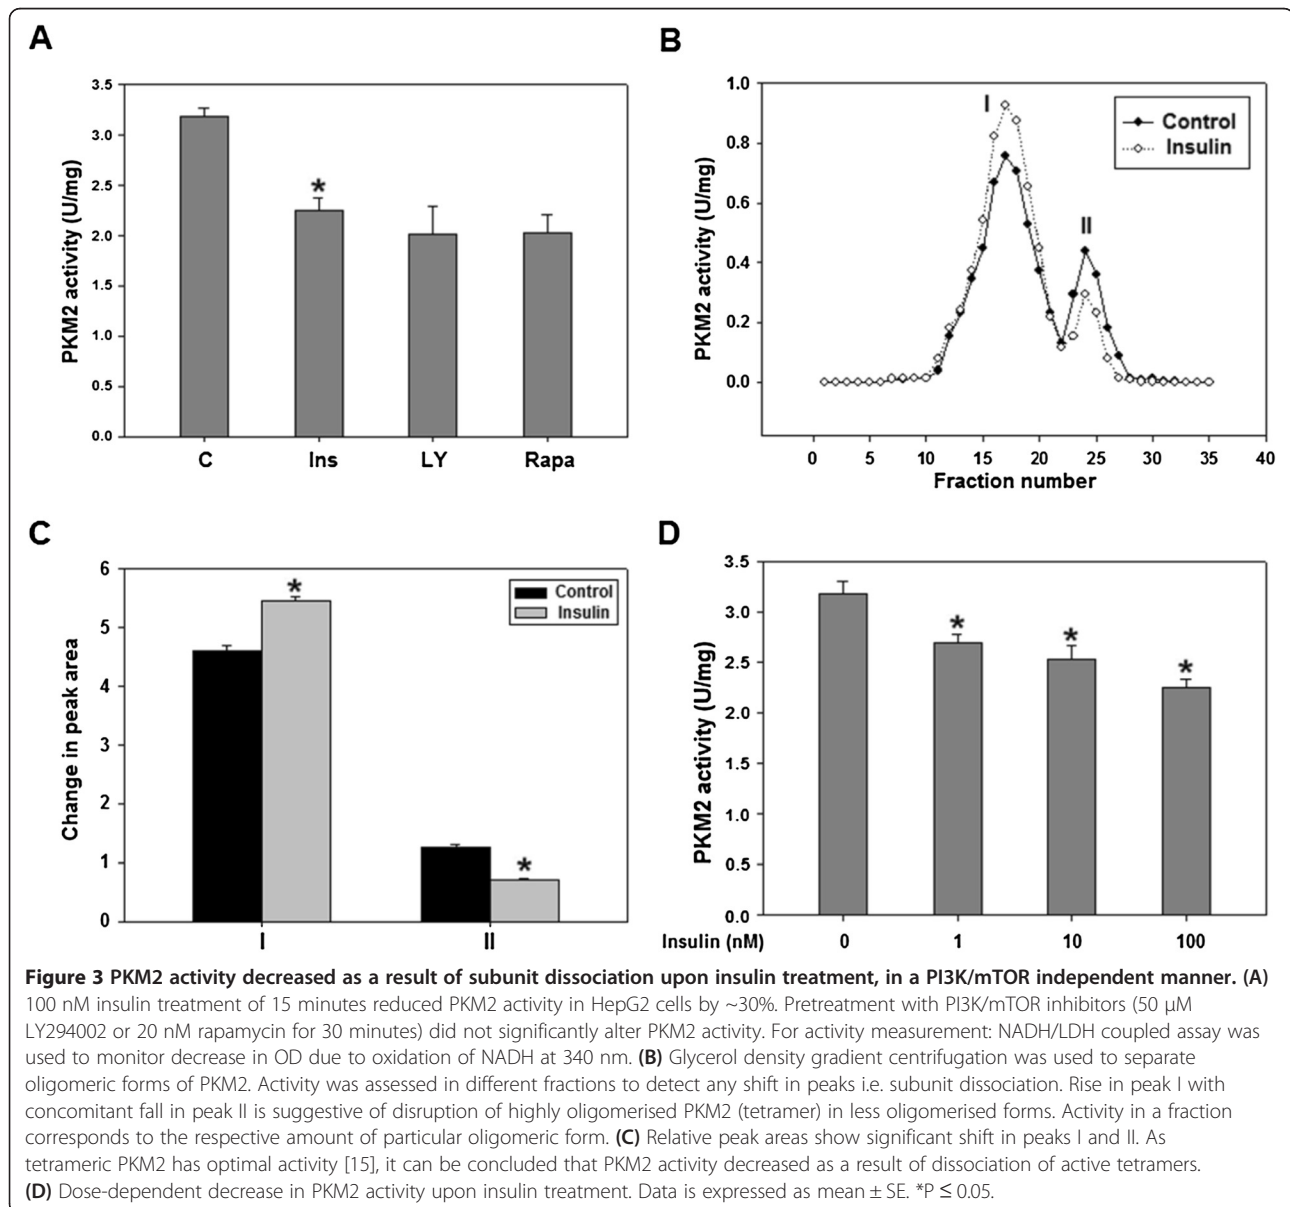 A
PKM2 activity (U/mg)
3.5
3.0
2.5
2.0
1.5
1.0
0.5
0.0
*
C Ins LY Rapa
B
PKM2 activity (U/mg)
1.0
0.8
0.6
0.4
0.2
0.0
I
II
Control
Insulin
0 5 10 15 20 25 30 35 40
Fraction number
C
Change in peak area
6
5
4
3
2
1
0
*
*
Control
Insulin
I II
D
PKM2 activity (U/mg)
3.5
3.0
2.5
2.0
1.5
1.0
0.5
0.0
*
*
*
Insulin (nM) 0 1 10 100
Figure 3 PKM2 activity decreased as a result of subunit dissociation upon insulin treatment, in a PI3K/mTOR independent manner. (A)
100 nM insulin treatment of 15 minutes reduced PKM2 activity in HepG2 cells by ~30%. Pretreatment with PI3K/mTOR inhibitors (50 μM
LY294002 or 20 nM rapamycin for 30 minutes) did not significantly alter PKM2 activity. For activity measurement: NADH/LDH coupled assay was
used to monitor decrease in OD due to oxidation of NADH at 340 nm. (B) Glycerol density gradient centrifugation was used to separate
oligomeric forms of PKM2. Activity was assessed in different fractions to detect any shift in peaks i.e. subunit dissociation. Rise in peak I with
concomitant fall in peak II is suggestive of disruption of highly oligomerised PKM2 (tetramer) in less oligomerised forms. Activity in a fraction
corresponds to the respective amount of particular oligomeric form. (C) Relative peak areas show significant shift in peaks I and II. As
tetrameric PKM2 has optimal activity [15], it can be concluded that PKM2 activity decreased as a result of dissociation of active tetramers.
(D) Dose-dependent decrease in PKM2 activity upon insulin treatment. Data is expressed as mean ± SE. *P ≤ 0.05.